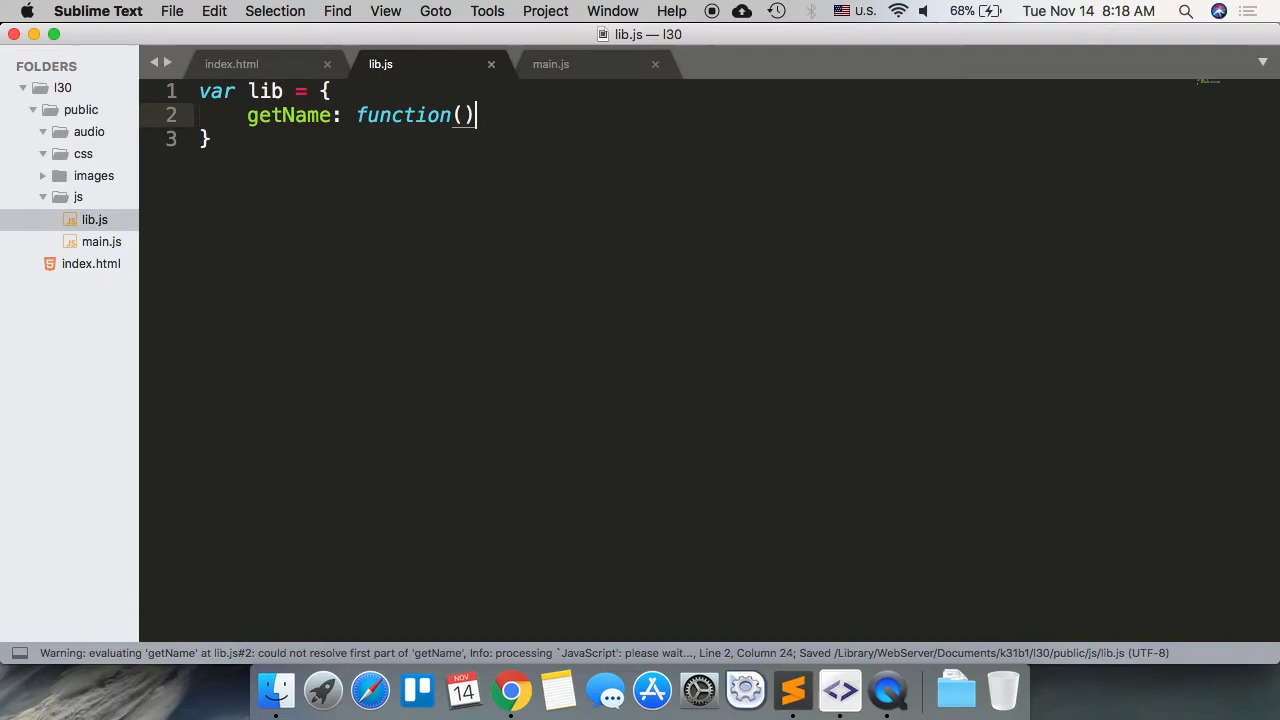 Sublime Text File Edit Selection Find View Goto Tools Project Window Help U.S. 68% Tue Nov 14 8:18 AM
lib.js — l30
FOLDERS
l30
public
audio
css
images
js
lib.js
main.js
index.html
index.html × lib.js × main.js ×
1 var lib = {
2 getName: function()
3 }
Warning: evaluating 'getName' at lib.js#2: could not resolve first part of 'getName', Info: processing `JavaScript': please wait..., Line 2, Column 24; Saved /Library/WebServer/Documents/k31b1/l30/public/js/lib.js (UTF-8)
NOV
14